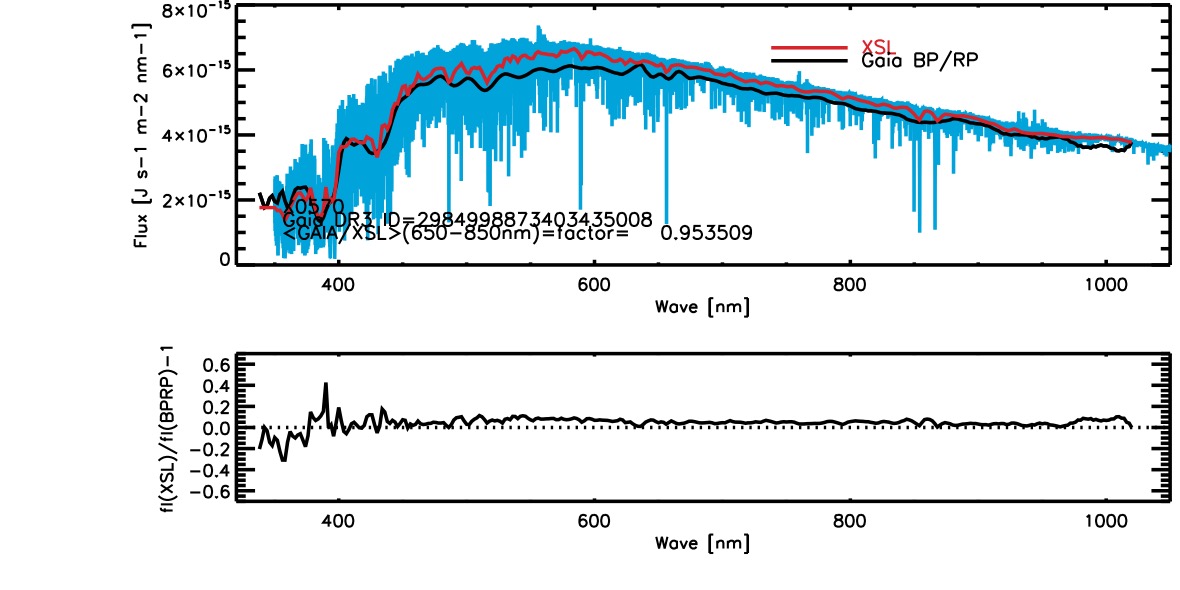 8×10−15
6×10−15
4×10−15
2×10−15
0
Flux [J s−1 m−2 nm−1]
XSL
Gaia BP/RP
X0570
Gaia DR3 ID=2984998873403435008
<GAIA/XSL>(650−850nm)=factor= 0.953509
400 600 800 1000
Wave [nm]
0.6
0.4
0.2
0.0
−0.2
−0.4
−0.6
fl(XSL)/fl(BPRP)−1
400 600 800 1000
Wave [nm]